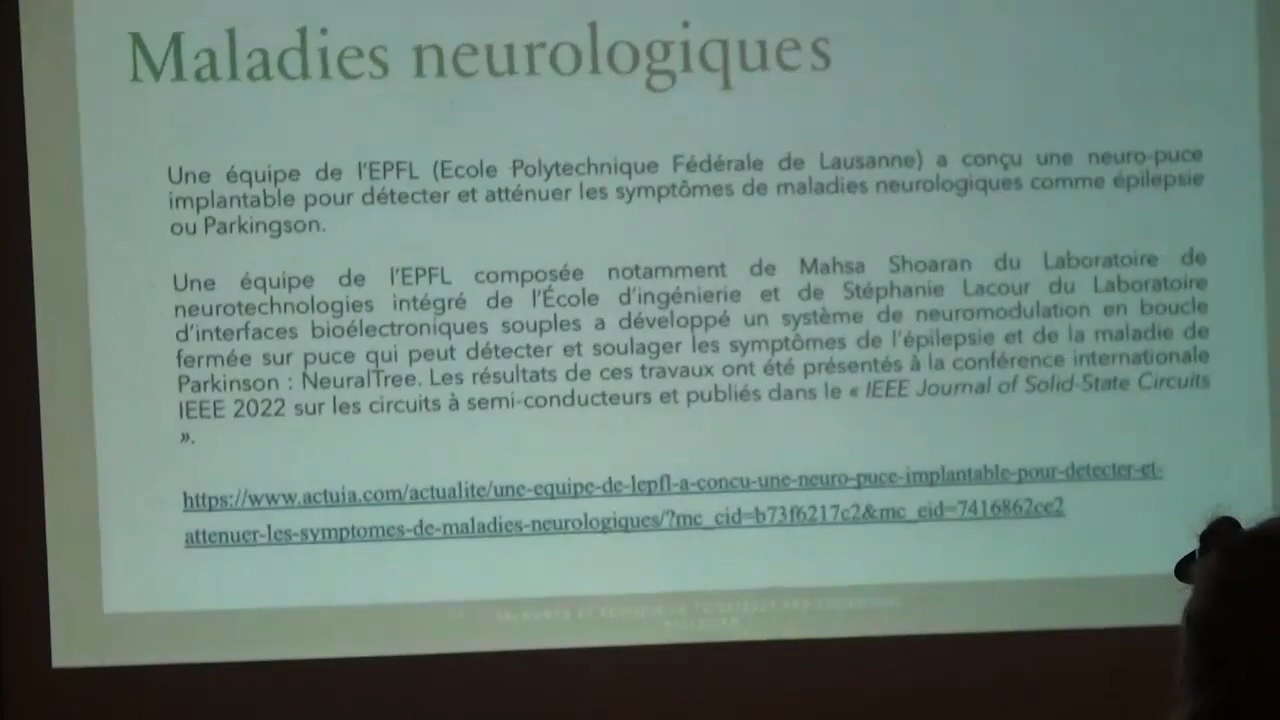 Maladies neurologiques
Une équipe de l'EPFL (Ecole Polytechnique Fédérale de Lausanne) a conçu une neuro-puce
implantable pour détecter et atténuer les symptômes de maladies neurologiques comme épilepsie
ou Parkingson.
Une équipe de l'EPFL composée notamment de Mahsa Shoaran du Laboratoire de
neurotechnologies intégré de l'École d'ingénierie et de Stéphanie Lacour du Laboratoire
d'interfaces bioélectroniques souples a développé un système de neuromodulation en boucle
fermée sur puce qui peut détecter et soulager les symptômes de l'épilepsie et de la maladie de
Parkinson : NeuralTree. Les résultats de ces travaux ont été présentés à la conférence internationale
IEEE 2022 sur les circuits à semi-conducteurs et publiés dans le « IEEE Journal of Solid-State Circuits
».
https://www.actuia.com/actualite/une-equipe-de-lepfl-a-concu-une-neuro-puce-implantable-pour-detecter-et-
attenuer-les-symptomes-de-maladies-neurologiques/?mc_cid=b73f6217c2&mc_eid=7416862ce2